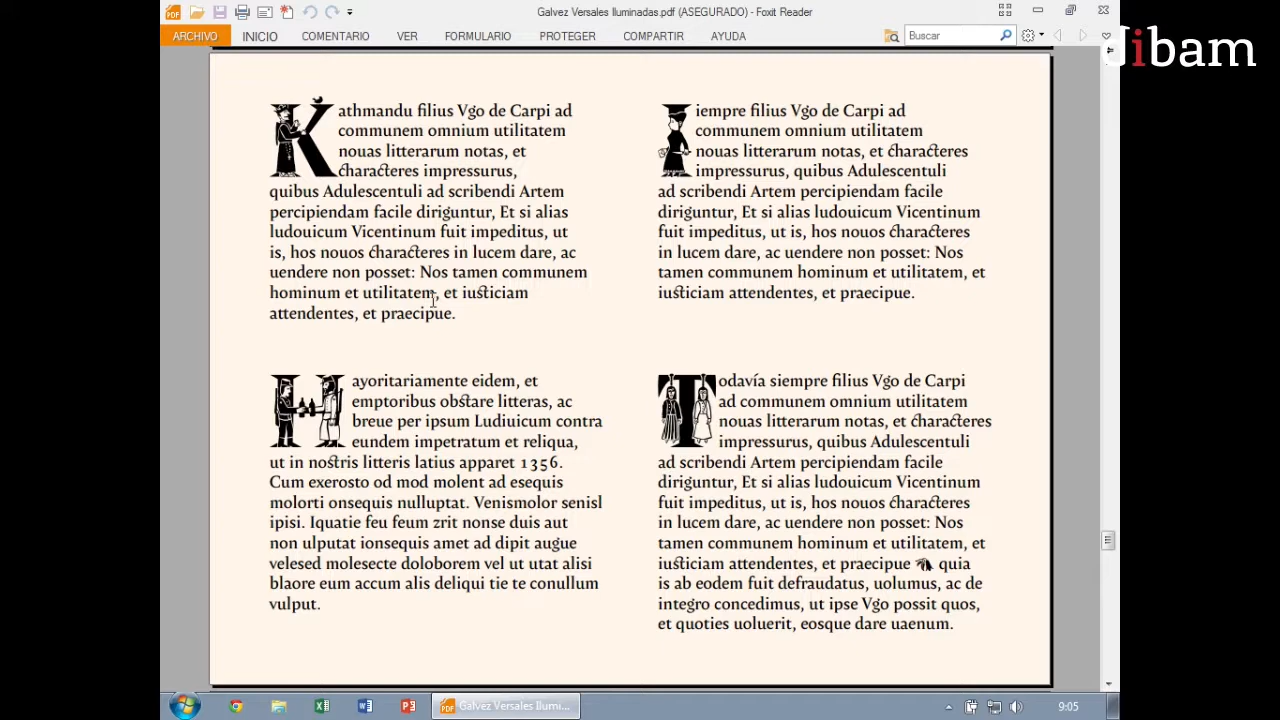 Galvez Versales Iluminadas.pdf (ASEGURADO) - Foxit Reader
ARCHIVO INICIO COMENTARIO VER FORMULARIO PROTEGER COMPARTIR AYUDA Buscar
dibam
Kathmandu filius Vgo de Carpi ad
communem omnium utilitatem
nouas litterarum notas, et
characteres impressurus,
quibus Adulescentuli ad scribendi Artem
percipiendam facile diriguntur, Et si alias
ludouicum Vicentinum fuit impeditus, ut
is, hos nouos characteres in lucem dare, ac
uendere non posset: Nos tamen communem
hominum et utilitatem, et iusticiam
attendentes, et praecipue.
Iiempre filius Vgo de Carpi ad
communem omnium utilitatem
nouas litterarum notas, et characteres
impressurus, quibus Adulescentuli
ad scribendi Artem percipiendam facile
diriguntur, Et si alias ludouicum Vicentinum
fuit impeditus, ut is, hos nouos characteres
in lucem dare, ac uendere non posset: Nos
tamen communem hominum et utilitatem, et
iusticiam attendentes, et praecipue.
Hayoritariamente eidem, et
emptoribus obstare litteras, ac
breue per ipsum Ludiuicum contra
eundem impetratum et reliqua,
ut in nostris litteris latius apparet 1356.
Cum exerosto od mod molent ad esequis
molorti onsequis nulluptat. Venismolor senisl
ipisi. Iquatie feu feum zrit nonse duis aut
non ulputat ionsequis amet ad dipit augue
velesed molesecte doloborem vel ut utat alisi
blaore eum accum alis deliqui tie te conullum
vulput.
Todavía siempre filius Vgo de Carpi
ad communem omnium utilitatem
nouas litterarum notas, et characteres
impressurus, quibus Adulescentuli
ad scribendi Artem percipiendam facile
diriguntur, Et si alias ludouicum Vicentinum
fuit impeditus, ut is, hos nouos characteres
in lucem dare, ac uendere non posset: Nos
tamen communem hominum et utilitatem, et
iusticiam attendentes, et praecipue quia
is ab eodem fuit defraudatus, uolumus, ac de
integro concedimus, ut ipse Vgo possit quos,
et quoties uoluerit, eosque dare uaenum.
Galvez Versales Ilumi... 9:05